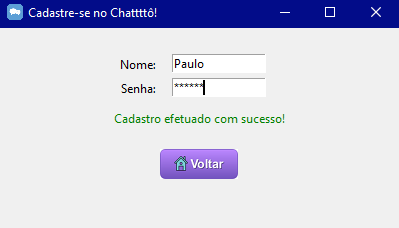 Cadastre-se no Chattttô!
Nome: Paulo
Senha: ******
Cadastro efetuado com sucesso!
Voltar